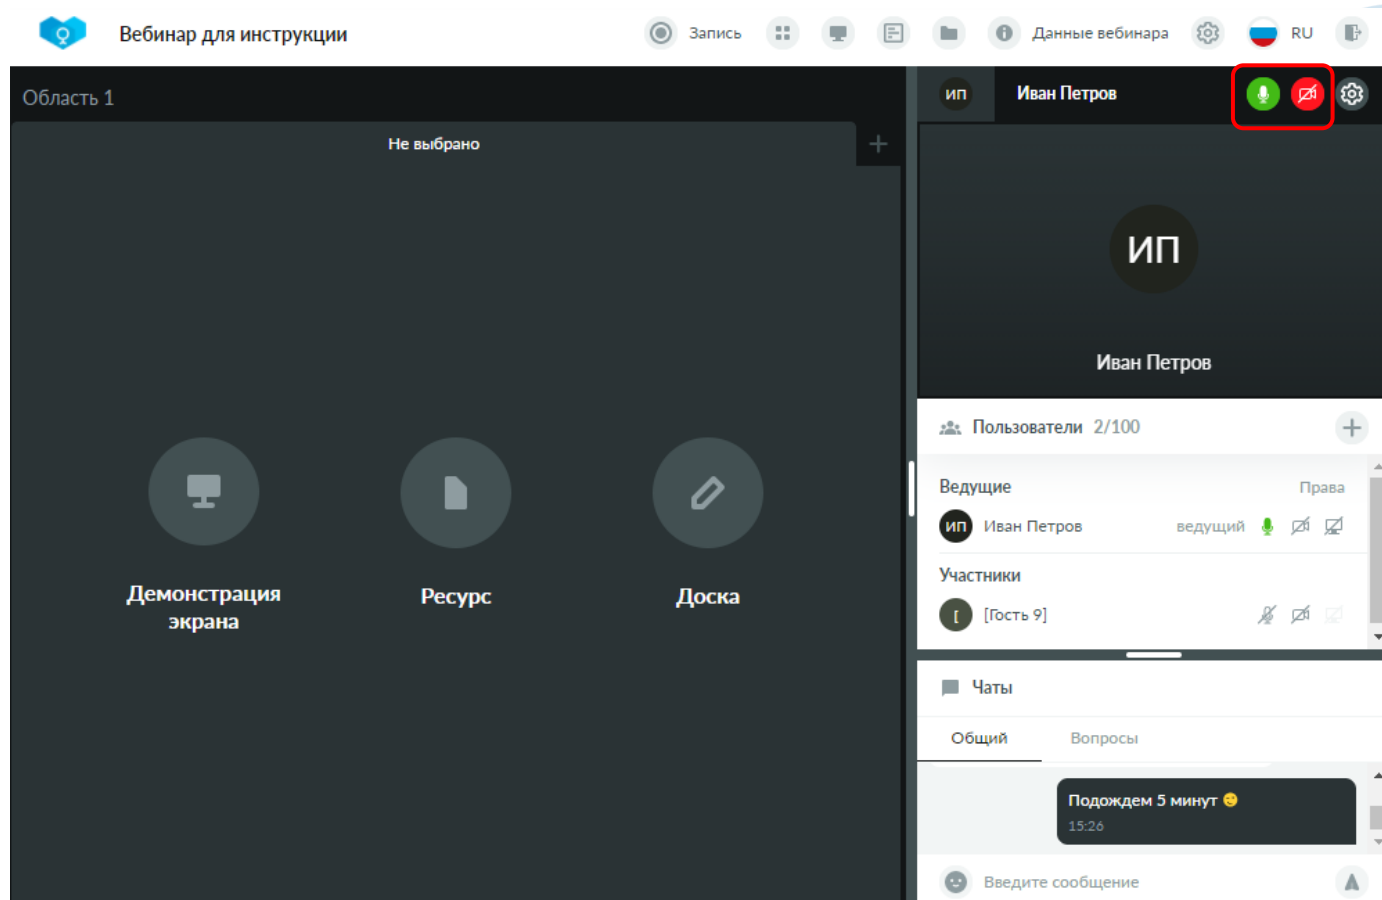 Вебинар для инструкции
Запись
Данные вебинара
RU
Область 1
Не выбрано
Демонстрация
экрана
Ресурс
Доска
ИП
Иван Петров
ИП
Иван Петров
Пользователи 2/100
Ведущие
Права
ИП Иван Петров ведущий
Участники
[ [Гость 9]
Чаты
Общий
Вопросы
Подождем 5 минут 😊
15:26
Введите сообщение